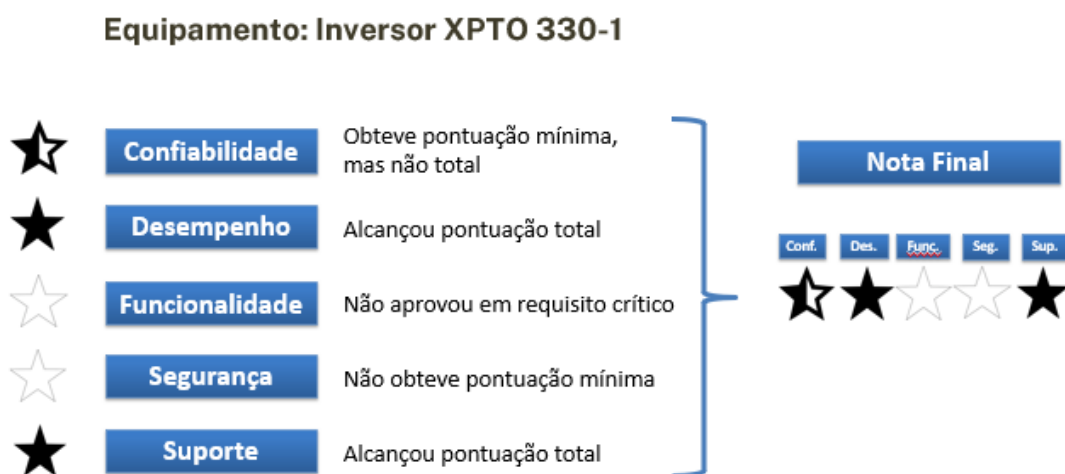 Equipamento: Inversor XPTO 330-1
Confiabilidade
Obteve pontuação mínima,
mas não total
Desempenho
Alcançou pontuação total
Funcionalidade
Não aprovou em requisito crítico
Segurança
Não obteve pontuação mínima
Suporte
Alcançou pontuação total
Nota Final
Conf. Des. Func. Seg. Sup.